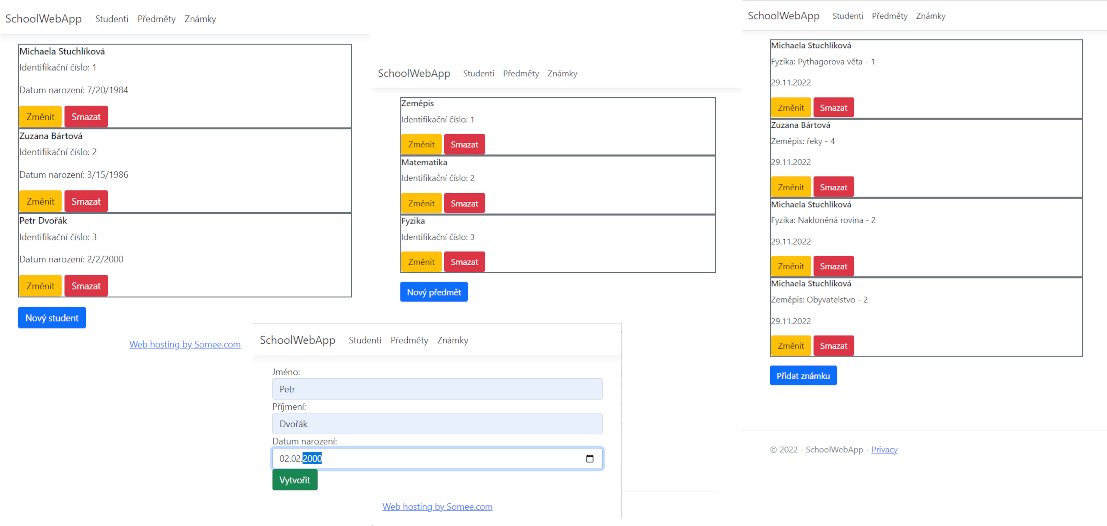 SchoolWebApp Studenti Předměty Známky
Michaela Stuchlíková
Identifikační číslo: 1
Datum narození: 7/20/1984
Změnit Smazat
Zuzana Bártová
Identifikační číslo: 2
Datum narození: 3/15/1986
Změnit Smazat
Petr Dvořák
Identifikační číslo: 3
Datum narození: 2/2/2000
Změnit Smazat
Nový student
Web hosting by Somee.com
SchoolWebApp Studenti Předměty Známky
Zeměpis
Identifikační číslo: 1
Změnit Smazat
Matematika
Identifikační číslo: 2
Změnit Smazat
Fyzika
Identifikační číslo: 3
Změnit Smazat
Nový předmět
SchoolWebApp Studenti Předměty Známky
Jméno:
Petr
Příjmení:
Dvořák
Datum narození:
02.02.2000
Vytvořit
Web hosting by Somee.com
SchoolWebApp Studenti Předměty Známky
Michaela Stuchlíková
Fyzika: Pythagorova věta - 1
29.11.2022
Změnit Smazat
Zuzana Bártová
Zeměpis: řeky - 4
29.11.2022
Změnit Smazat
Michaela Stuchlíková
Fyzika: Nakloněná rovina - 2
29.11.2022
Změnit Smazat
Michaela Stuchlíková
Zeměpis: Obyvatelstvo - 2
29.11.2022
Změnit Smazat
Přidat známku
© 2022 - SchoolWebApp - Privacy